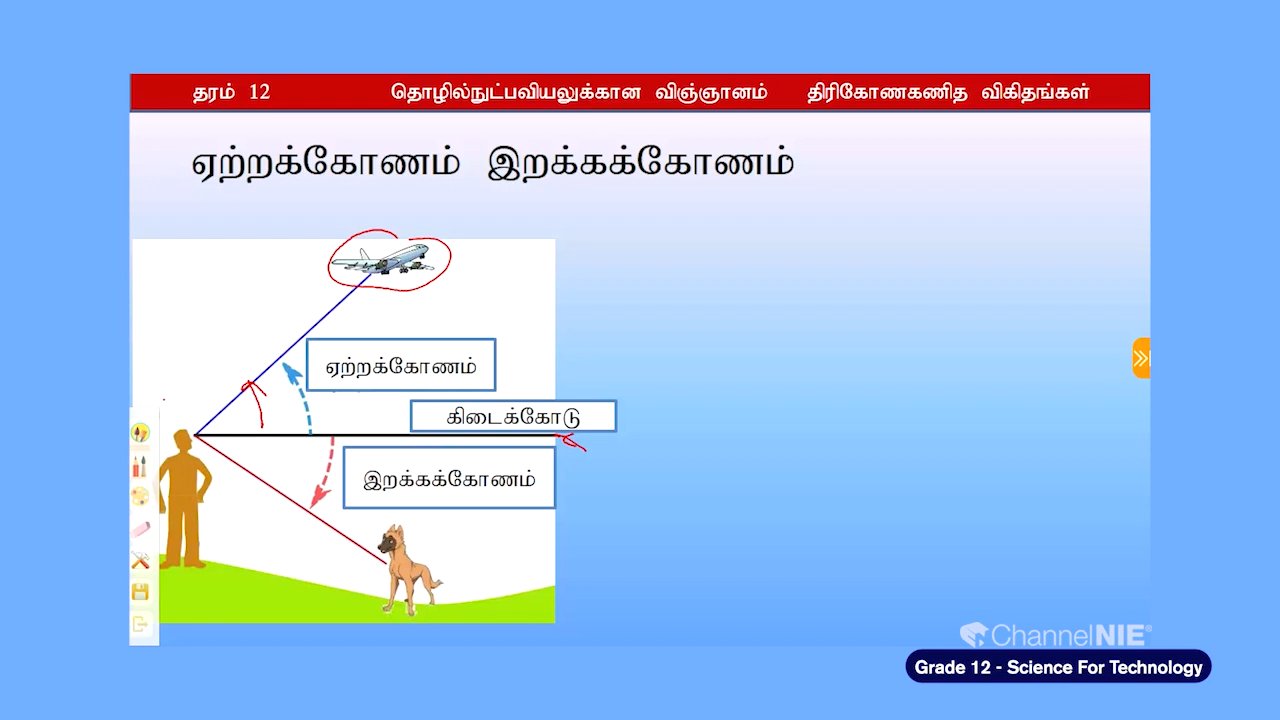 தரம் 12 தொழில்நுட்பவியலுக்கான விஞ்ஞானம் திரிகோணகணித விகிதங்கள்
ஏற்றக்கோணம் இறக்கக்கோணம்
ஏற்றக்கோணம்
கிடைக்கோடு
இறக்கக்கோணம்
ChannelNIE®
Grade 12 - Science For Technology